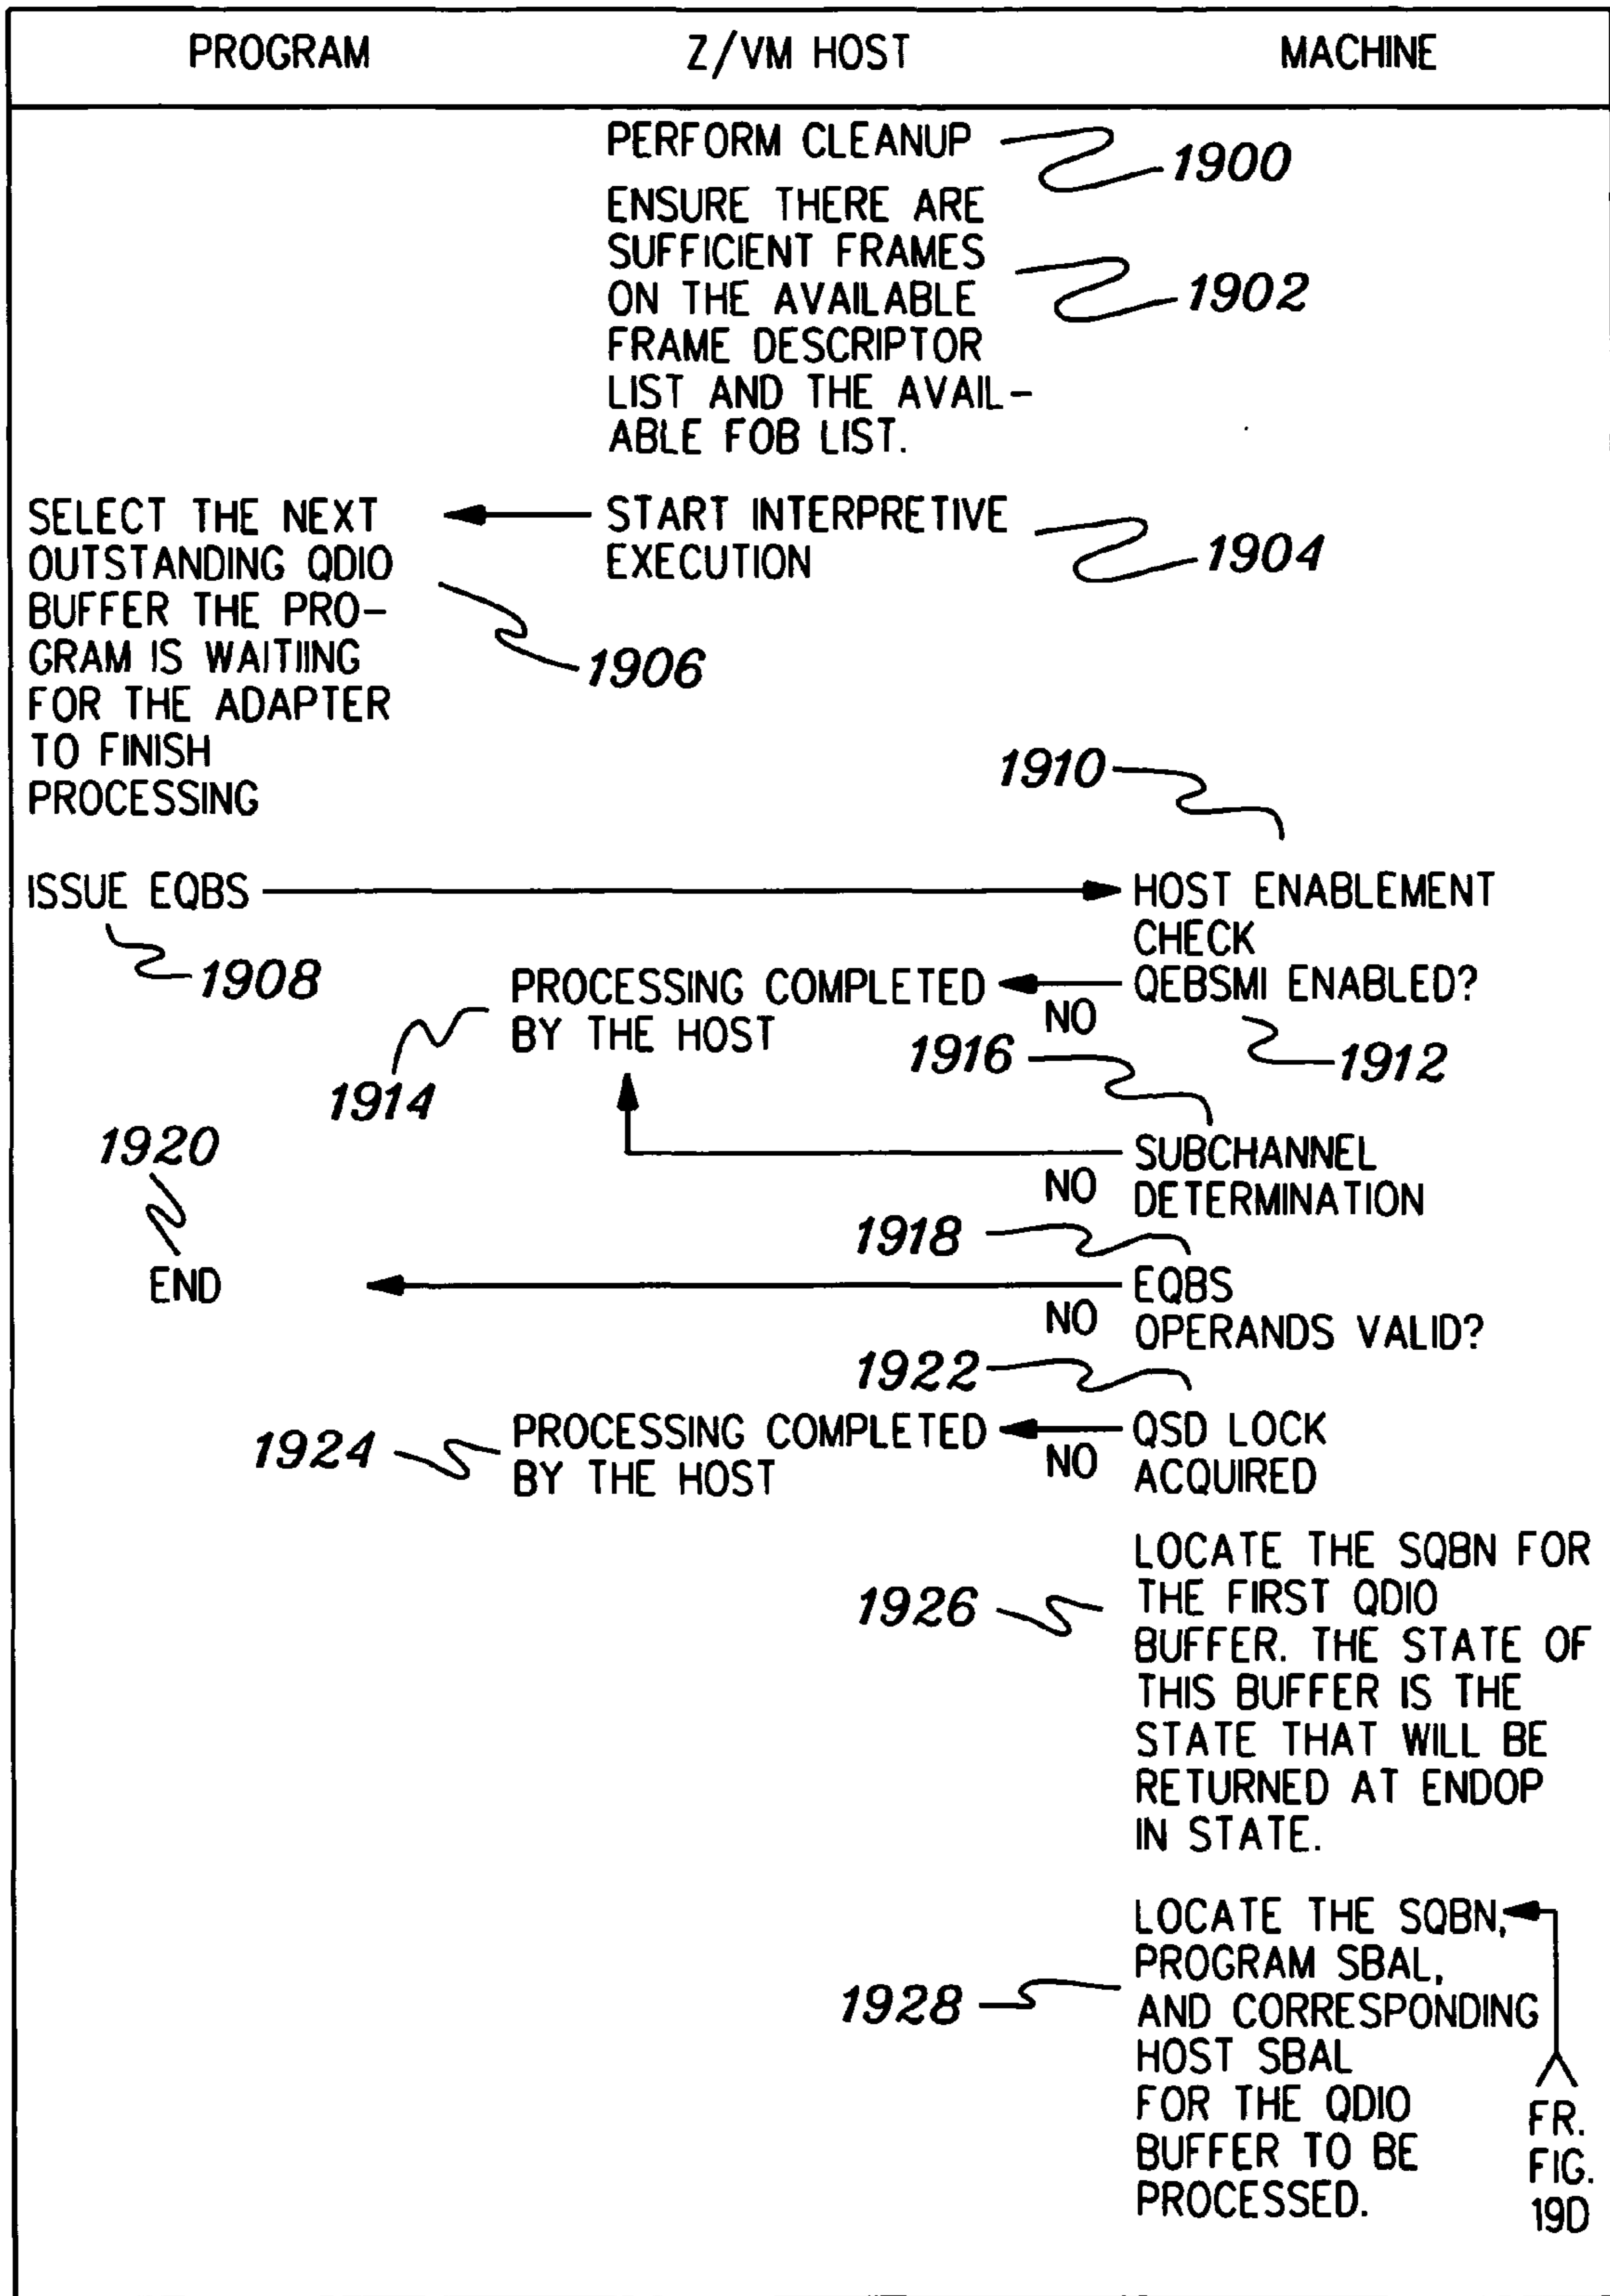 PROGRAM Z/VM HOST MACHINE
PERFORM CLEANUP
1900
ENSURE THERE ARE
SUFFICIENT FRAMES
ON THE AVAILABLE
FRAME DESCRIPTOR
LIST AND THE AVAIL-
ABLE FOB LIST.
1902
START INTERPRETIVE
EXECUTION
1904
SELECT THE NEXT
OUTSTANDING QDIO
BUFFER THE PRO-
GRAM IS WAITIING
FOR THE ADAPTER
TO FINISH
PROCESSING
1906
1910
ISSUE EQBS
1908
HOST ENABLEMENT
CHECK
QEBSMI ENABLED?
NO
1912
PROCESSING COMPLETED
BY THE HOST
1914
1916
SUBCHANNEL
DETERMINATION
NO
1920
END
1918
EQBS
OPERANDS VALID?
NO
1922
QSD LOCK
ACQUIRED
NO
PROCESSING COMPLETED
BY THE HOST
1924
LOCATE THE SQBN FOR
THE FIRST QDIO
BUFFER. THE STATE OF
THIS BUFFER IS THE
STATE THAT WILL BE
RETURNED AT ENDOP
IN STATE.
1926
LOCATE THE SQBN,
PROGRAM SBAL,
AND CORRESPONDING
HOST SBAL
FOR THE QDIO
BUFFER TO BE
PROCESSED.
1928
FR.
FIG.
19D